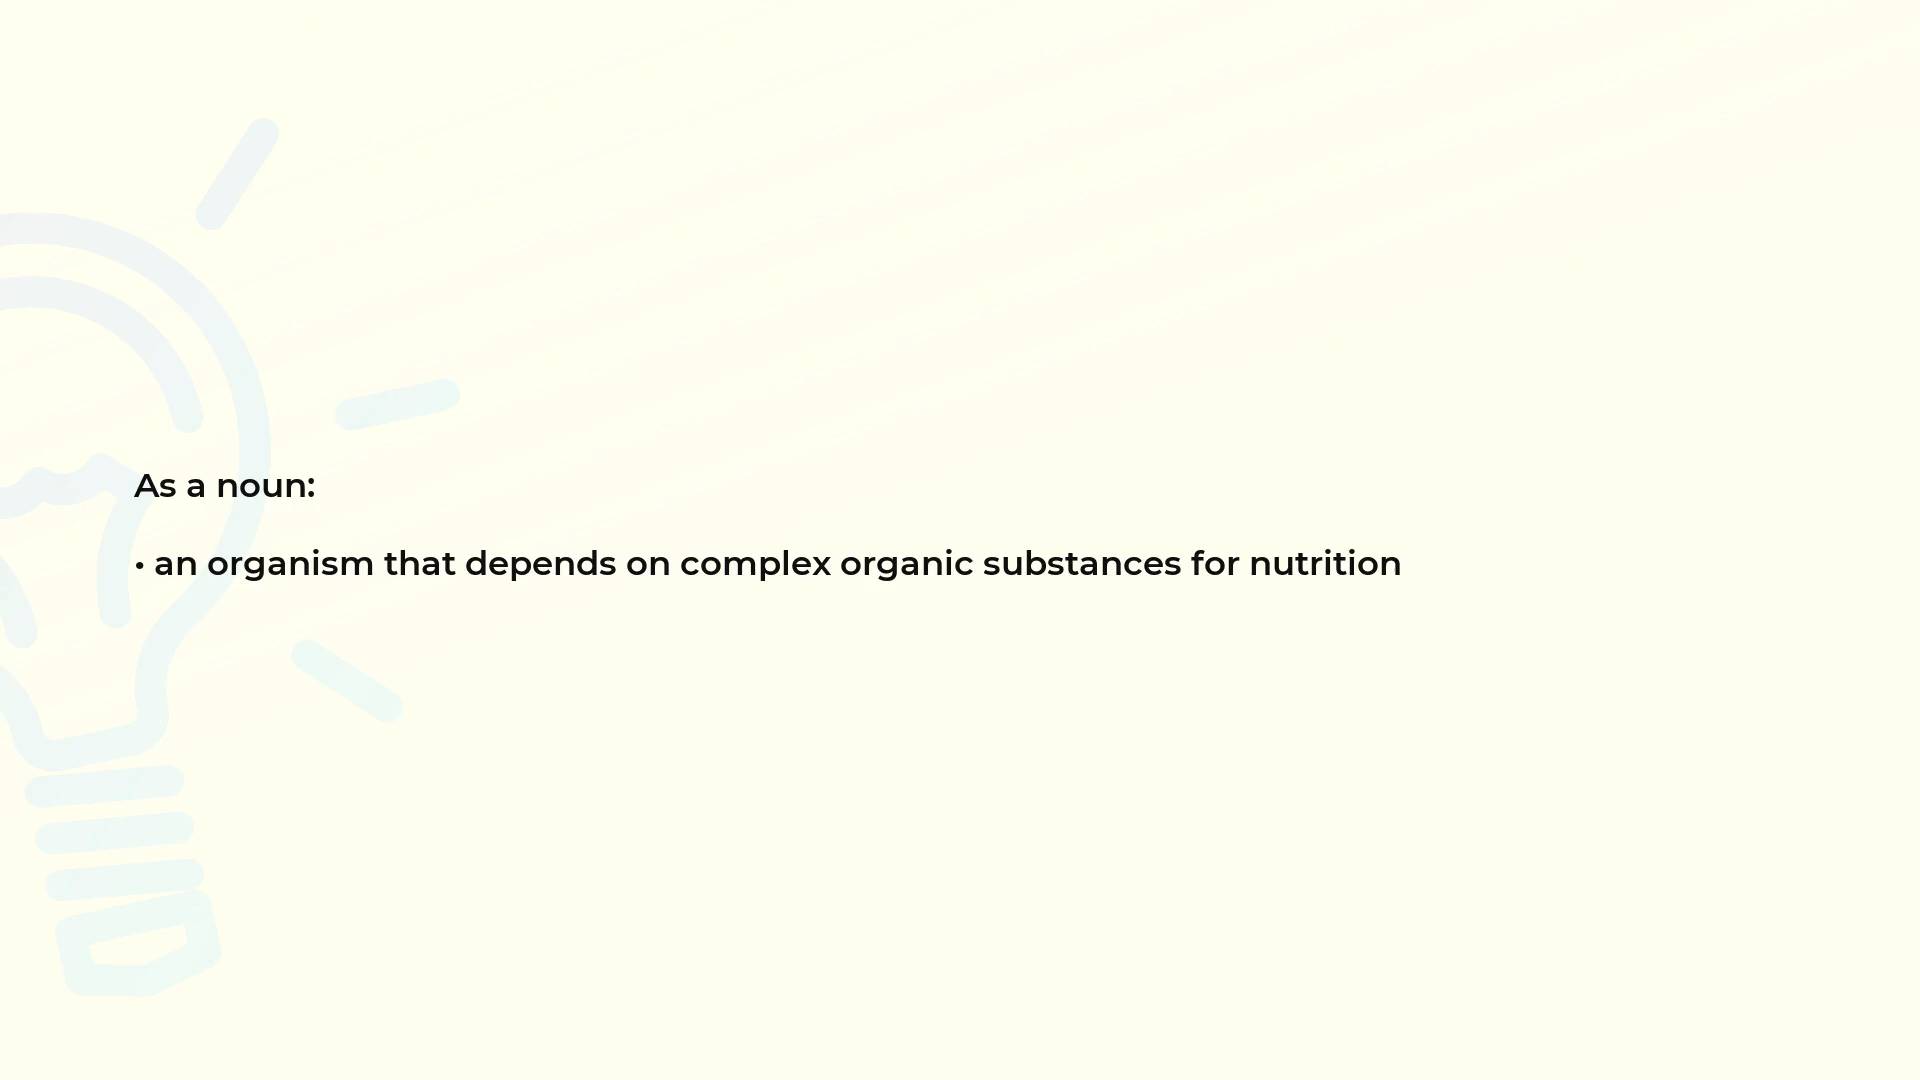 As a noun:
• an organism that depends on complex organic substances for nutrition